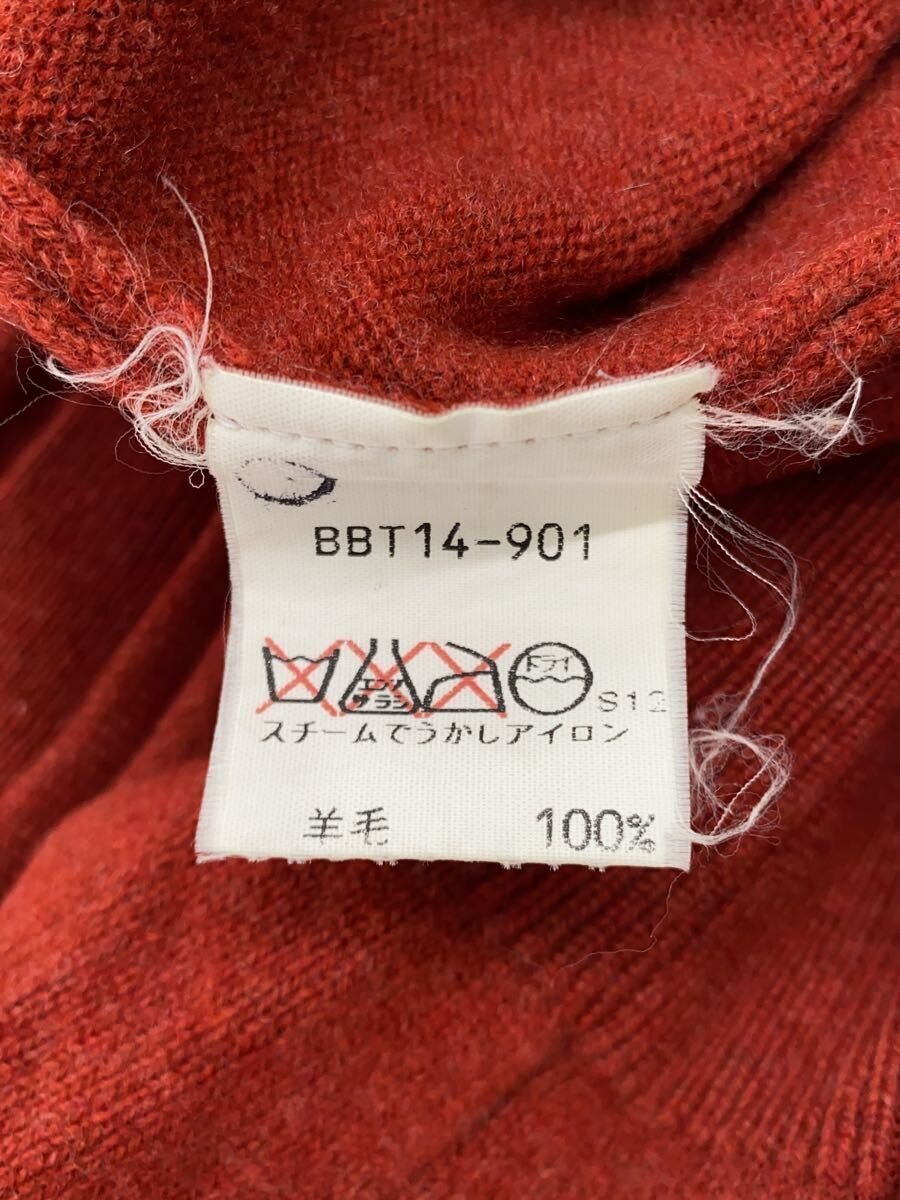 BBT14-901
エンソ
サラシ
ドライ
S12
スチームでうかしアイロン
羊毛 100%